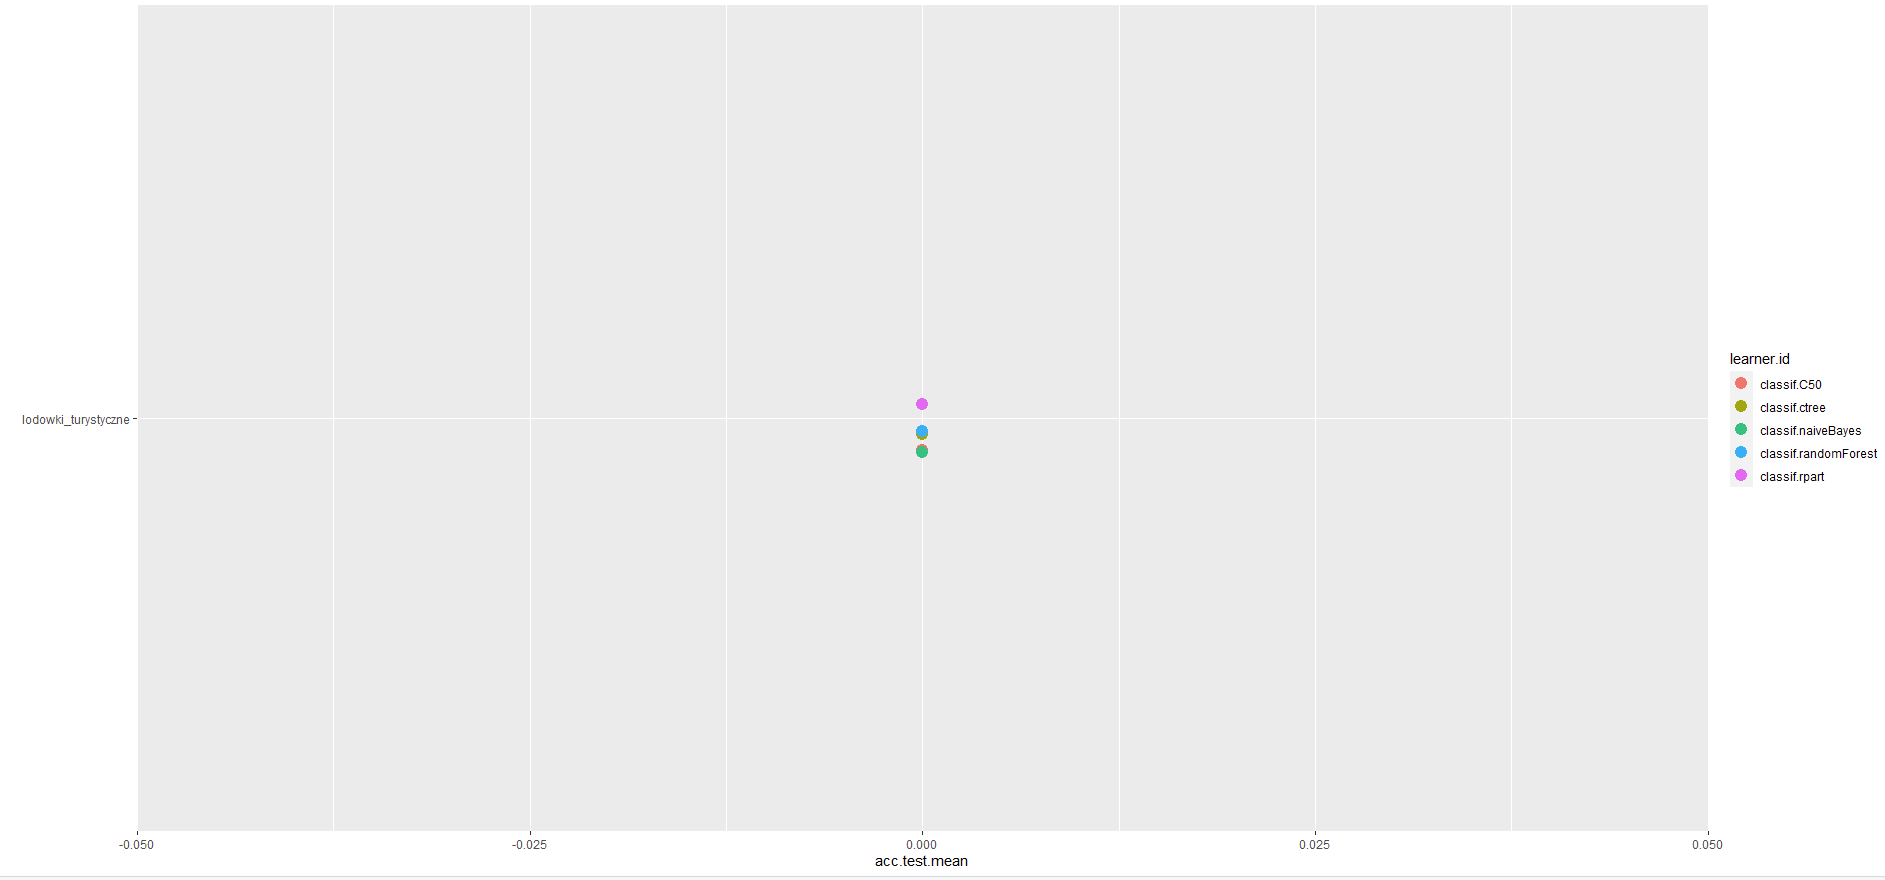 lodowki_turystyczne
-0.050
-0.025
0.000
0.025
0.050
acc.test.mean
learner.id
classif.C50
classif.ctree
classif.naiveBayes
classif.randomForest
classif.rpart